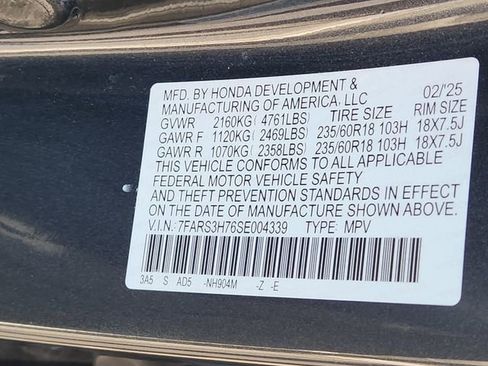 MFD. BY HONDA DEVELOPMENT & 02/'25
MANUFACTURING OF AMERICA, LLC
GVWR 2160KG( 4761LBS) TIRE SIZE RIM SIZE
GAWR F 1120KG( 2469LBS) 235/60R18 103H 18X7.5J
GAWR R 1070KG( 2358LBS) 235/60R18 103H 18X7.5J
THIS VEHICLE CONFORMS TO ALL APPLICABLE
FEDERAL MOTOR VEHICLE SAFETY
AND THEFT PREVENTION STANDARDS IN EFFECT
ON THE DATE OF MANUFACTURE SHOWN ABOVE.
V.I.N.: 7FARS3H76SE004339 TYPE: MPV
3A5 S AD5 -NH904M -Z -E